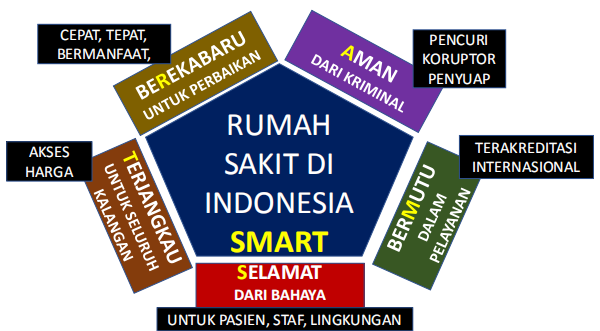 CEPAT, TEPAT,
BERMANFAAT,
BEREKABARU
UNTUK PERBAIKAN
AMAN
DARI KRIMINAL
PENCURI
KORUPTOR
PENYUAP
RUMAH
SAKIT DI
INDONESIA
SMART
AKSES
HARGA
TERJANGKAU
UNTUK SELURUH
KALANGAN
TERAKREDITASI
INTERNASIONAL
BERMUTU
DALAM
PELAYANAN
SELAMAT
DARI BAHAYA
UNTUK PASIEN, STAF, LINGKUNGAN